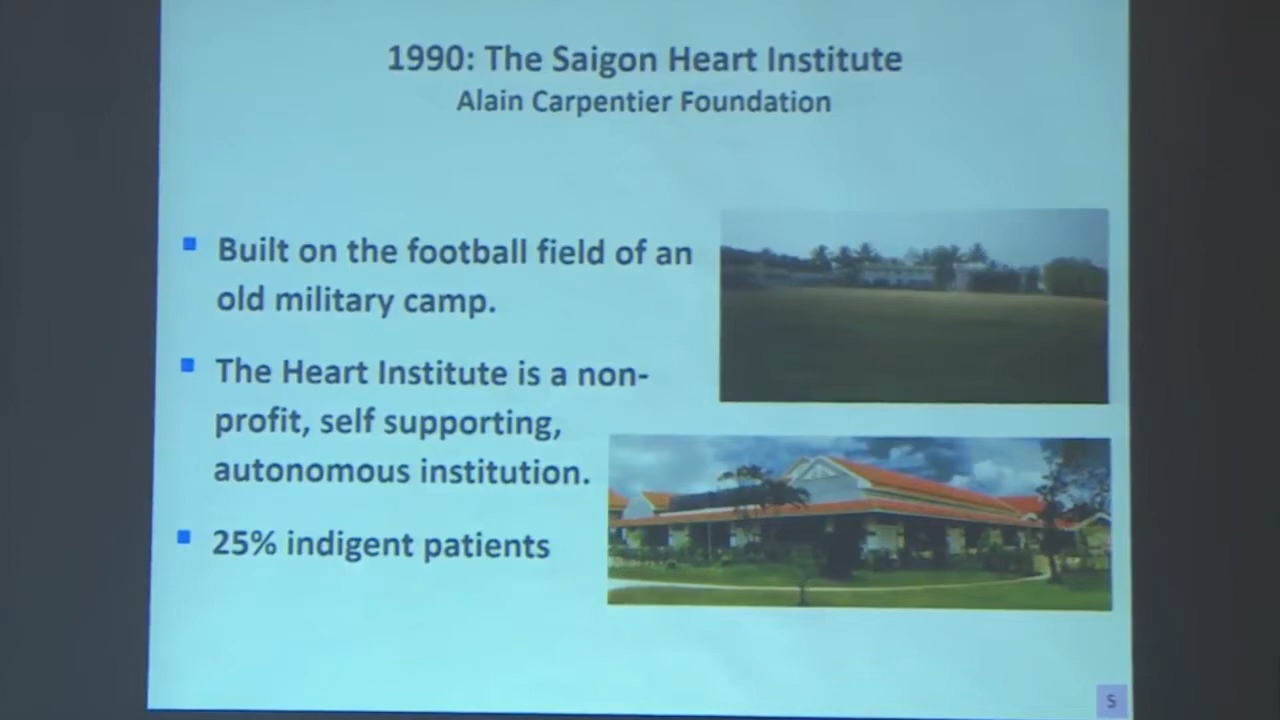 1990: The Saigon Heart Institute
Alain Carpentier Foundation
Built on the football field of an
old military camp.
The Heart Institute is a non-
profit, self supporting,
autonomous institution.
25% indigent patients
5